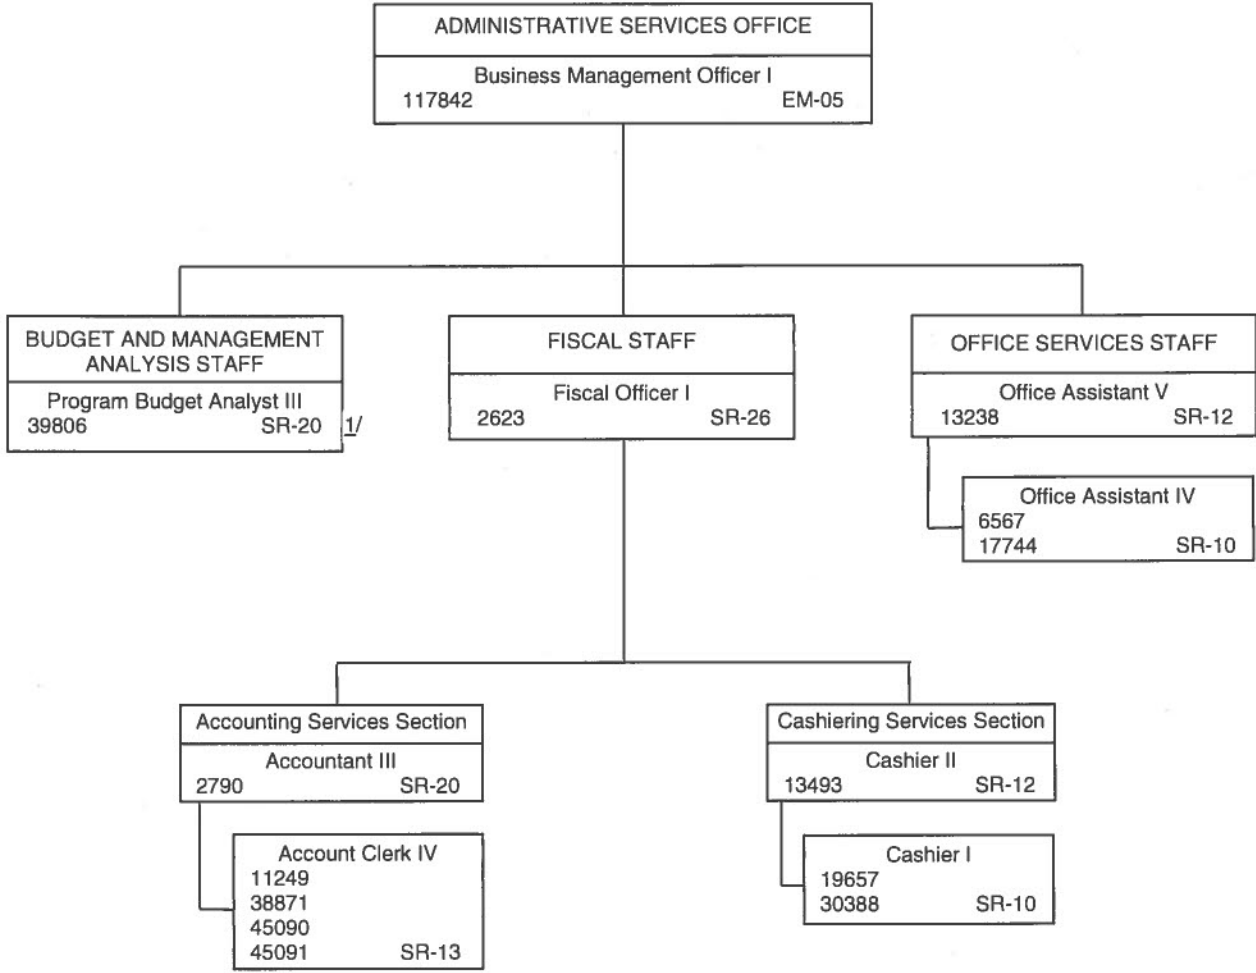 ADMINISTRATIVE SERVICES OFFICE
Business Management Officer I
117842 EM-05
BUDGET AND MANAGEMENT
ANALYSIS STAFF
Program Budget Analyst III
39806 SR-20 1/
FISCAL STAFF
Fiscal Officer I
2623 SR-26
OFFICE SERVICES STAFF
Office Assistant V
13238 SR-12
Office Assistant IV
6567
17744 SR-10
Accounting Services Section
Accountant III
2790 SR-20
Account Clerk IV
11249
38871
45090
45091 SR-13
Cashiering Services Section
Cashier II
13493 SR-12
Cashier I
19657
30388 SR-10